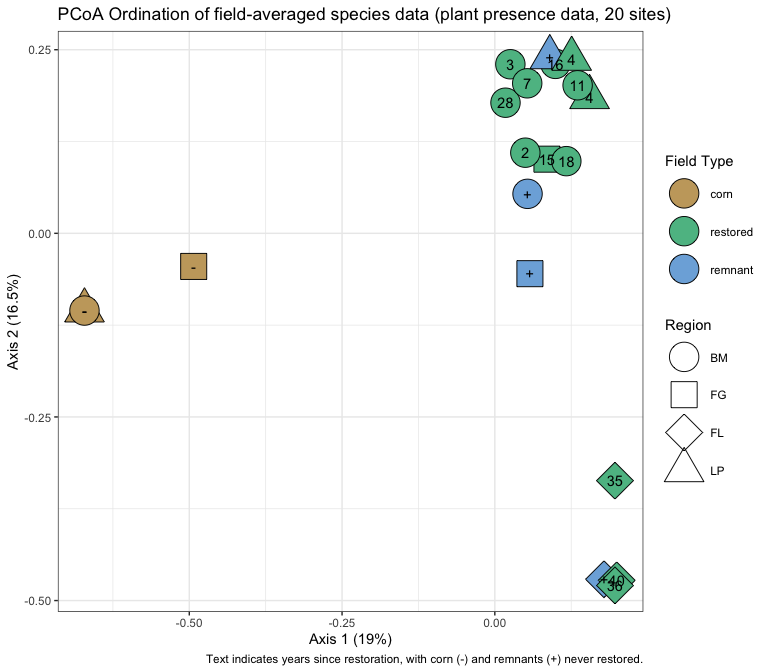 PCoA Ordination of field-averaged species data (plant presence data, 20 sites)
0.25
0.00
-0.25
-0.50
Axis 2 (16.5%)
3
+
16
4
7
11
28
4
2
15
18
+
-
+
-
35
+
40
36
-0.50
-0.25
0.00
Axis 1 (19%)
Text indicates years since restoration, with corn (-) and remnants (+) never restored.
Field Type
corn
restored
remnant
Region
BM
FG
FL
LP